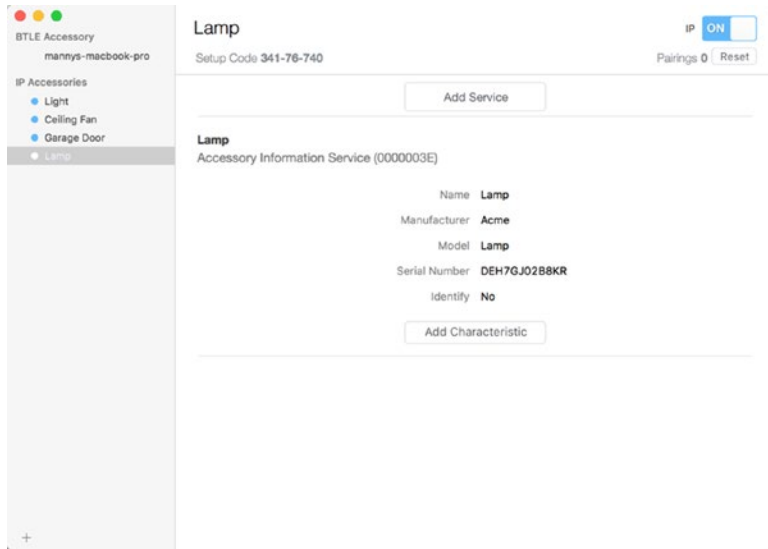 BTLE Accessory
mannys-macbook-pro
IP Accessories
Light
Ceiling Fan
Garage Door
Lamp
+
Lamp
IP ON
Setup Code 341-76-740
Pairings 0 Reset
Add Service
Lamp
Accessory Information Service (0000003E)
Name Lamp
Manufacturer Acme
Model Lamp
Serial Number DEH7GJ02B8KR
Identify No
Add Characteristic